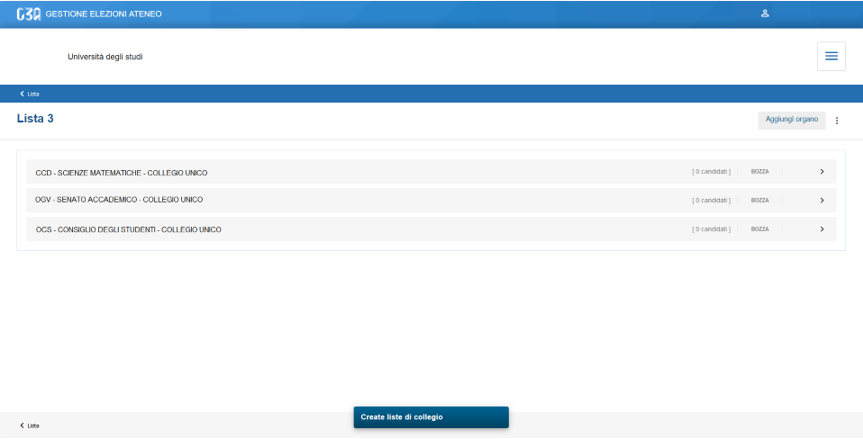 G3A GESTIONE ELEZIONI ATENEO
Università degli studi
Lista
Lista 3
Aggiungi organo
CCD - SCIENZE MATEMATICHE - COLLEGIO UNICO [ 0 candidati ] BOZZA
OGV - SENATO ACCADEMICO - COLLEGIO UNICO [ 0 candidati ] BOZZA
OCS - CONSIGLIO DEGLI STUDENTI - COLLEGIO UNICO [ 0 candidati ] BOZZA
Create liste di collegio
Lista